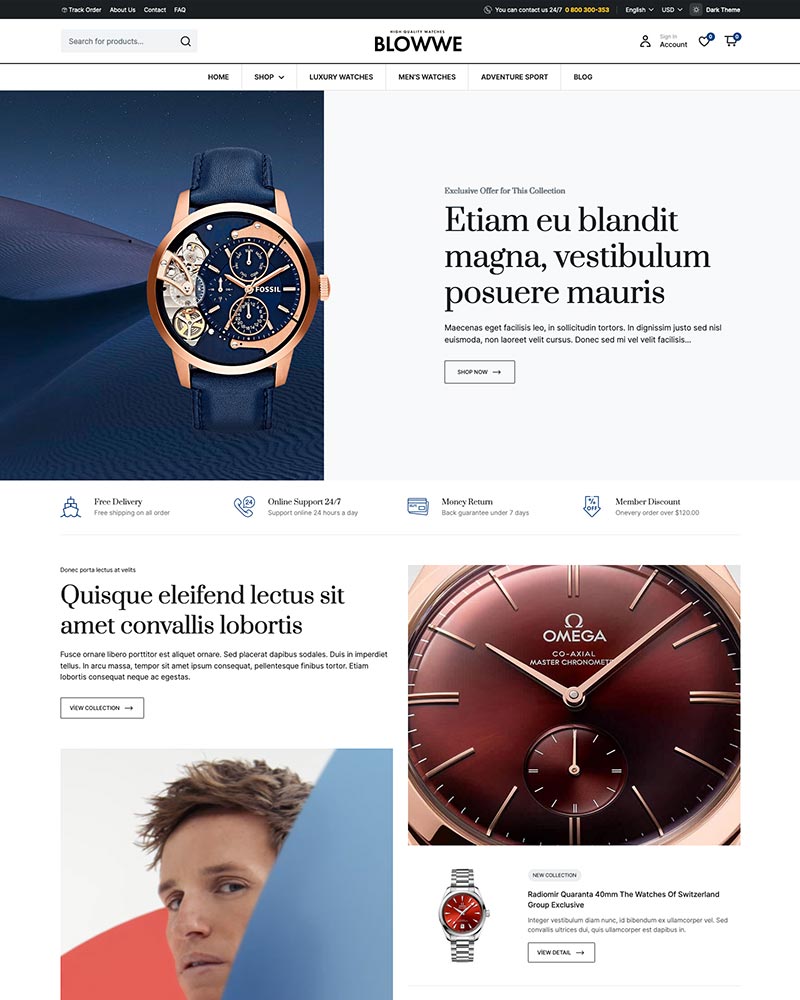 Track Order About Us Contact FAQ
You can contact us 24/7 0 800 300-353 English USD Dark Theme
Search for products...
HIGH QUALITY WATCHES
BLOWWE
Sign In
Account
0
0
HOME SHOP LUXURY WATCHES MEN'S WATCHES ADVENTURE SPORT BLOG
FOSSIL
Exclusive Offer for This Collection
Etiam eu blandit
magna, vestibulum
posuere mauris
Maecenas eget facilisis leo, in sollicitudin tortors. In dignissim justo sed nisl
euismoda, non laoreet velit cursus. Donec sed mi vel velit facilisis...
SHOP NOW
Free Delivery
Free shipping on all order
24
Online Support 24/7
Support online 24 hours a day
Money Return
Back guarantee under 7 days
% OFF
Member Discount
Onevery order over $120.00
Donec porta lectus at velits
Quisque eleifend lectus sit
amet convallis lobortis
Fusce ornare libero porttitor est aliquet ornare. Sed placerat dapibus sodales. Duis in imperdiet
tellus. In arcu massa, tempor sit amet ipsum consequat, pellentesque finibus tortor. Etiam
lobortis consequat neque ac egestas.
VİEW COLLECTION
Ω
OMEGA
CO-AXIAL
MASTER CHRONOMET
NEW COLLECTION
Radiomir Quaranta 40mm The Watches Of Switzerland
Group Exclusive
Integer vestibulum diam nunc, id bibendum ex ullamcorper vel. Sed
convallis ultrices dui, quis ullamcorper est dapibus in.
VİEW DETAIL